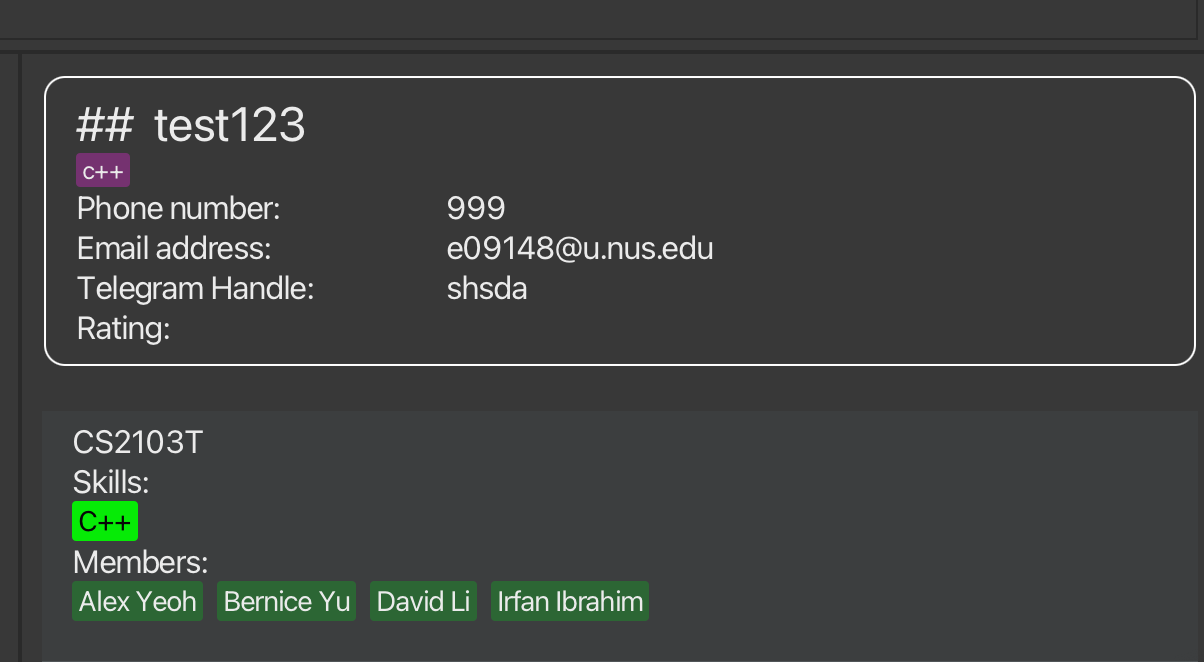 ## test123
c++
Phone number: 999
Email address: e09148@u.nus.edu
Telegram Handle: shsda
Rating:
CS2103T
Skills:
C++
Members:
Alex Yeoh Bernice Yu David Li Irfan Ibrahim